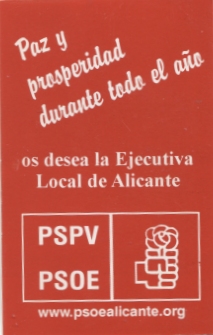 Paz y
prosperidad
durante todo el año
os desea la Ejecutiva
Local de Alicante
PSPV
PSOE
www.psoealicante.org